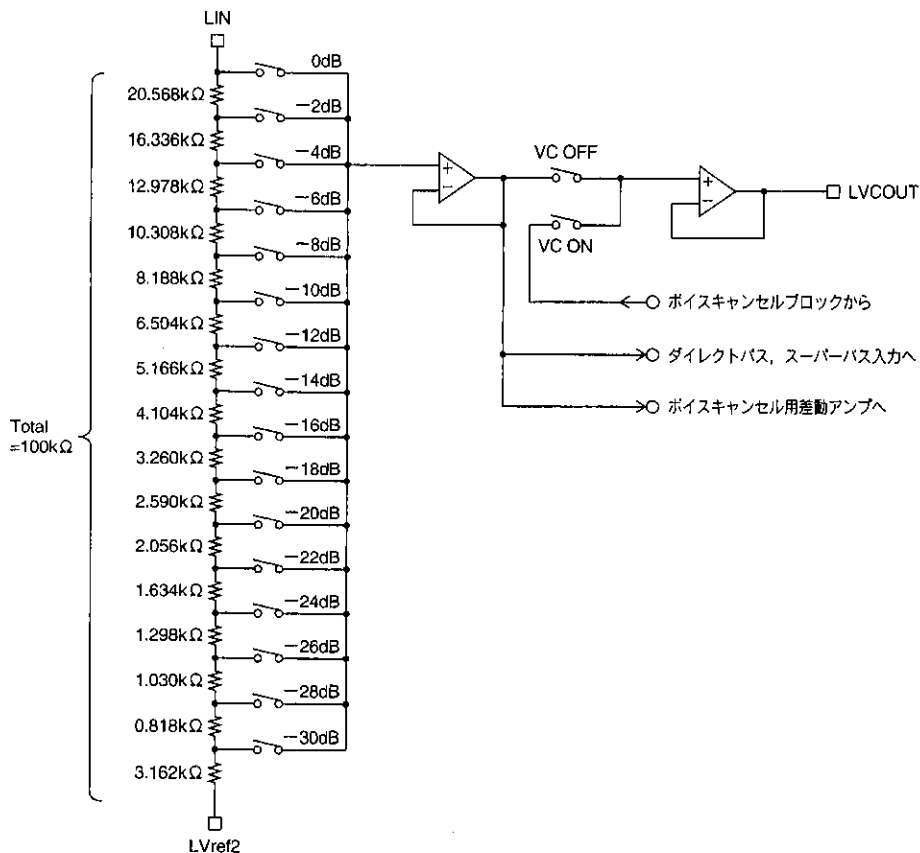 LIN
0dB
20.568kΩ
−2dB
16.336kΩ
−4dB
12.978kΩ
−6dB
10.308kΩ
−8dB
8.188kΩ
−10dB
6.504kΩ
−12dB
5.166kΩ
−14dB
4.104kΩ
−16dB
3.260kΩ
−18dB
2.590kΩ
−20dB
2.056kΩ
−22dB
1.634kΩ
−24dB
1.298kΩ
−26dB
1.030kΩ
−28dB
0.818kΩ
−30dB
3.162kΩ
LVref2
Total
=100kΩ
+
−
VC OFF
VC ON
+
−
LVCOUT
ボイスキャンセルブロックから
ダイレクトバス，スーパーバス入力へ
ボイスキャンセル用差動アンプへ